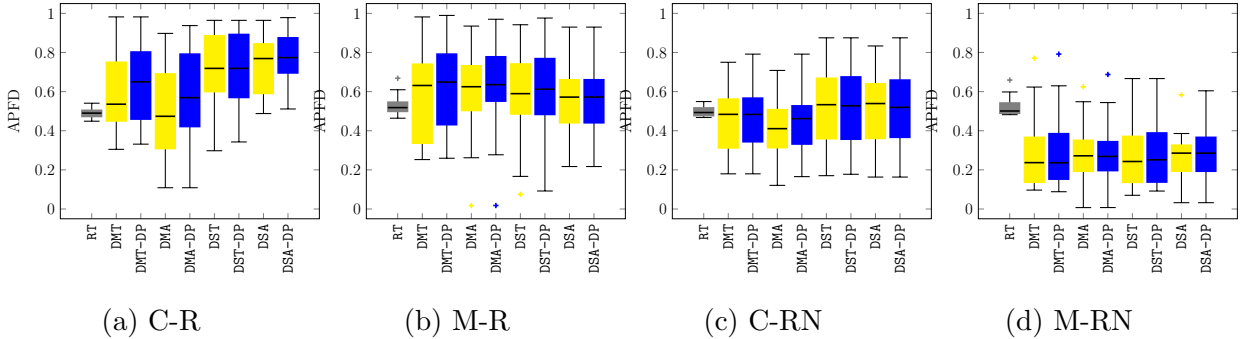 APFD
1
0.8
0.6
0.4
0.2
0
RT
DMT
DMT-DP
DMA
DMA-DP
DST
DST-DP
DSA
DSA-DP
(a) C-R
APFD
1
0.8
0.6
0.4
0.2
0
RT
DMT
DMT-DP
DMA
DMA-DP
DST
DST-DP
DSA
DSA-DP
(b) M-R
APFD
1
0.8
0.6
0.4
0.2
0
RT
DMT
DMT-DP
DMA
DMA-DP
DST
DST-DP
DSA
DSA-DP
(c) C-RN
APFD
1
0.8
0.6
0.4
0.2
0
RT
DMT
DMT-DP
DMA
DMA-DP
DST
DST-DP
DSA
DSA-DP
(d) M-RN